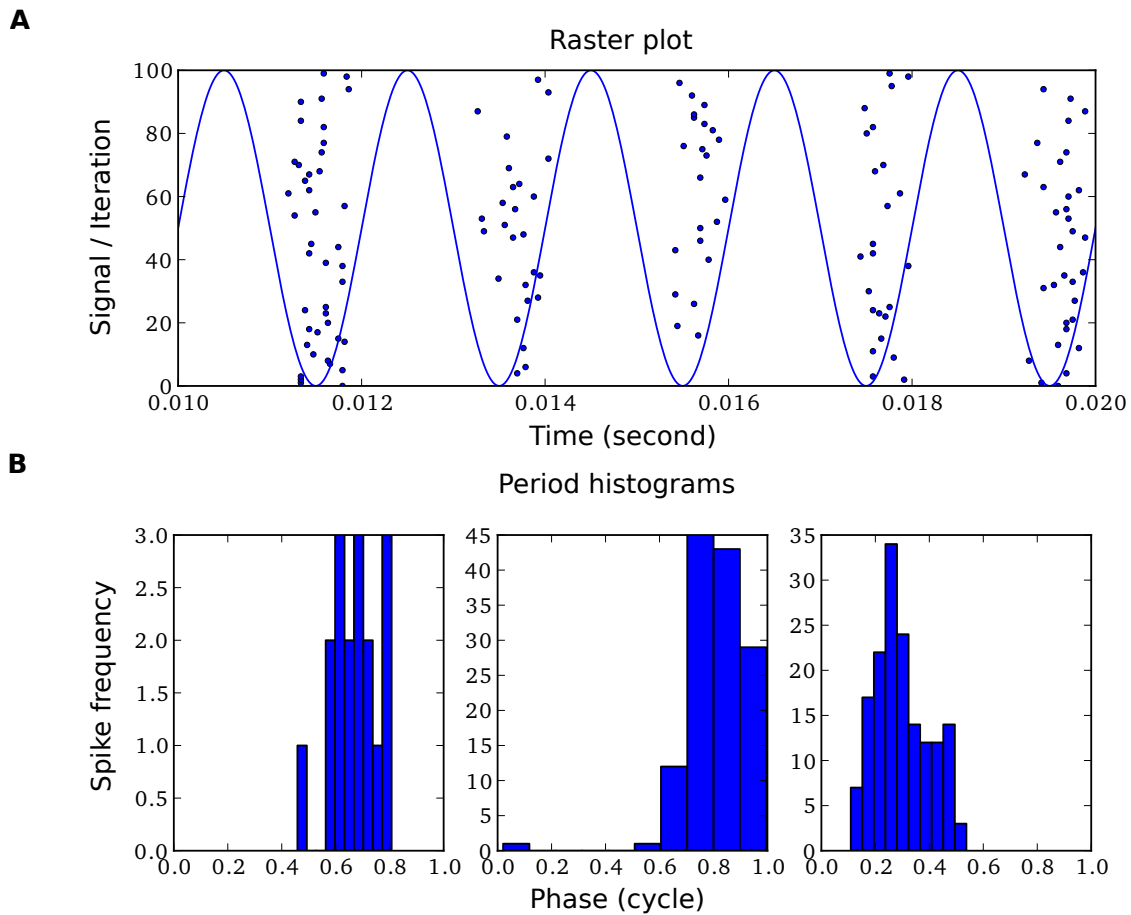 A
Raster plot
100
80
60
40
20
0
Signal / Iteration
0.010 0.012 0.014 0.016 0.018 0.020
Time (second)
B
Period histograms
Spike frequency
3.0
2.5
2.0
1.5
1.0
0.5
0.0
0.0 0.2 0.4 0.6 0.8 1.0
45
40
35
30
25
20
15
10
5
0
0.0 0.2 0.4 0.6 0.8 1.0
35
30
25
20
15
10
5
0
0.0 0.2 0.4 0.6 0.8 1.0
Phase (cycle)